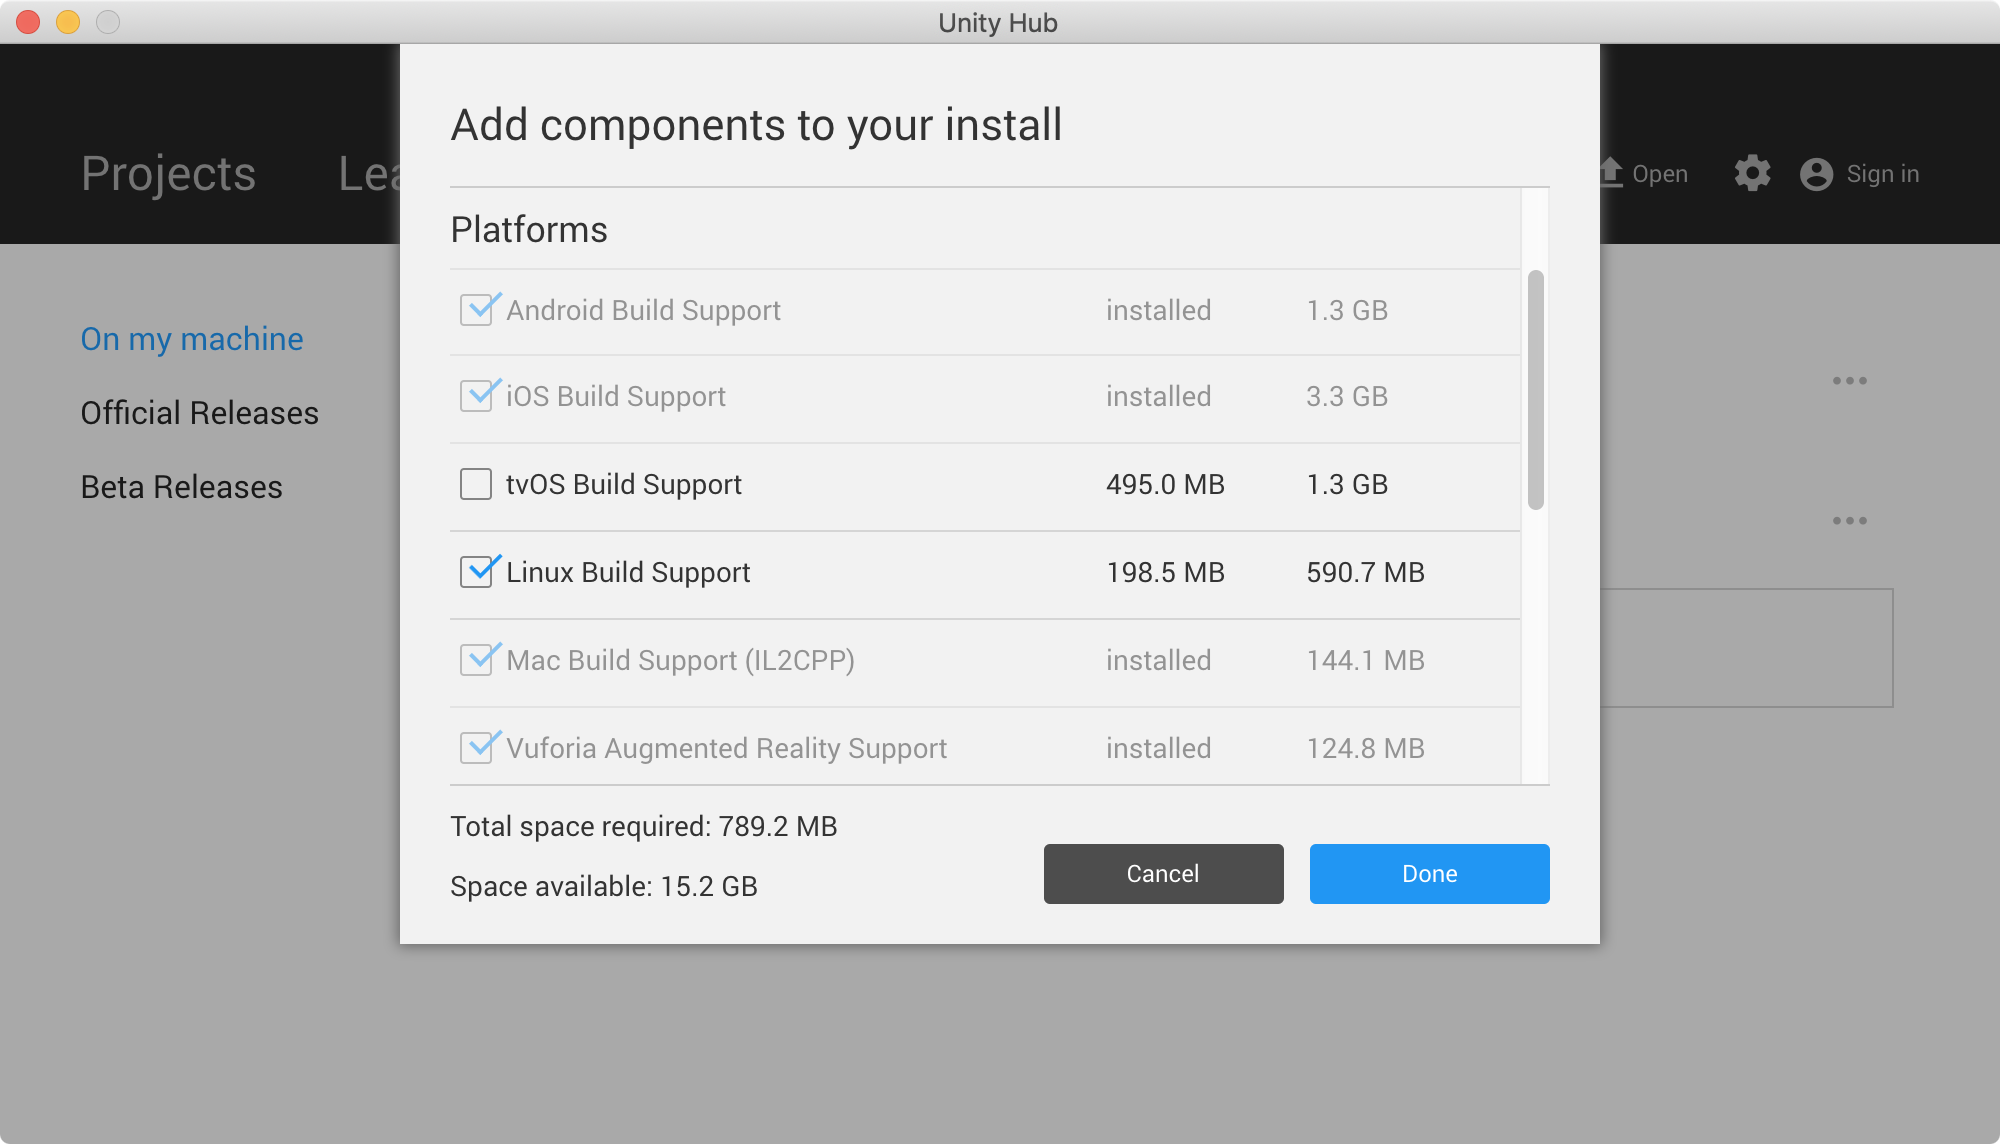 Unity Hub
Add components to your install
Projects
Open
Sign in
Platforms
Android Build Support installed 1.3 GB
On my machine
iOS Build Support installed 3.3 GB
Official Releases
tvOS Build Support 495.0 MB 1.3 GB
Beta Releases
Linux Build Support 198.5 MB 590.7 MB
Mac Build Support (IL2CPP) installed 144.1 MB
Vuforia Augmented Reality Support installed 124.8 MB
Total space required: 789.2 MB
Space available: 15.2 GB
Cancel
Done